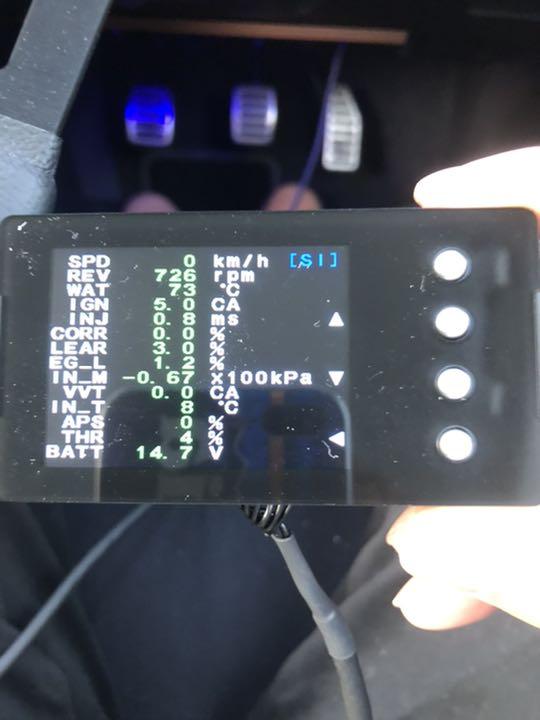 SPD 0 km/h [SI]
REV 726 rpm
WAT 73 °C
IGN 5.0 CA
INJ 0.8 ms
CORR 0.0 %
LEAR 3.0 %
EG_L 1.2 %
IN_M -0.67 x100kPa
VVT 0.0 CA
IN_T 8 °C
APS 0 %
THR 4 %
BATT 14.7 V